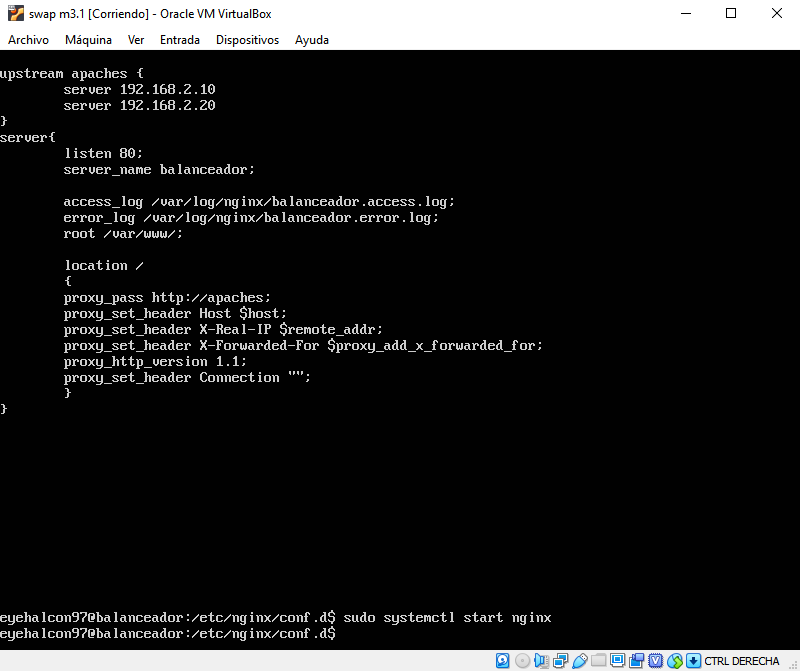 swap m3.1 [Corriendo] - Oracle VM VirtualBox
Archivo Máquina Ver Entrada Dispositivos Ayuda
upstream apaches {
server 192.168.2.10
server 192.168.2.20
}
server{
listen 80;
server_name balanceador;
access_log /var/log/nginx/balanceador.access.log;
error_log /var/log/nginx/balanceador.error.log;
root /var/www/;
location /
{
proxy_pass http://apaches;
proxy_set_header Host $host;
proxy_set_header X-Real-IP $remote_addr;
proxy_set_header X-Forwarded-For $proxy_add_x_forwarded_for;
proxy_http_version 1.1;
proxy_set_header Connection "";
}
}
eyehalcon97@balanceador:/etc/nginx/conf.d$ sudo systemctl start nginx
eyehalcon97@balanceador:/etc/nginx/conf.d$
CTRL DERECHA